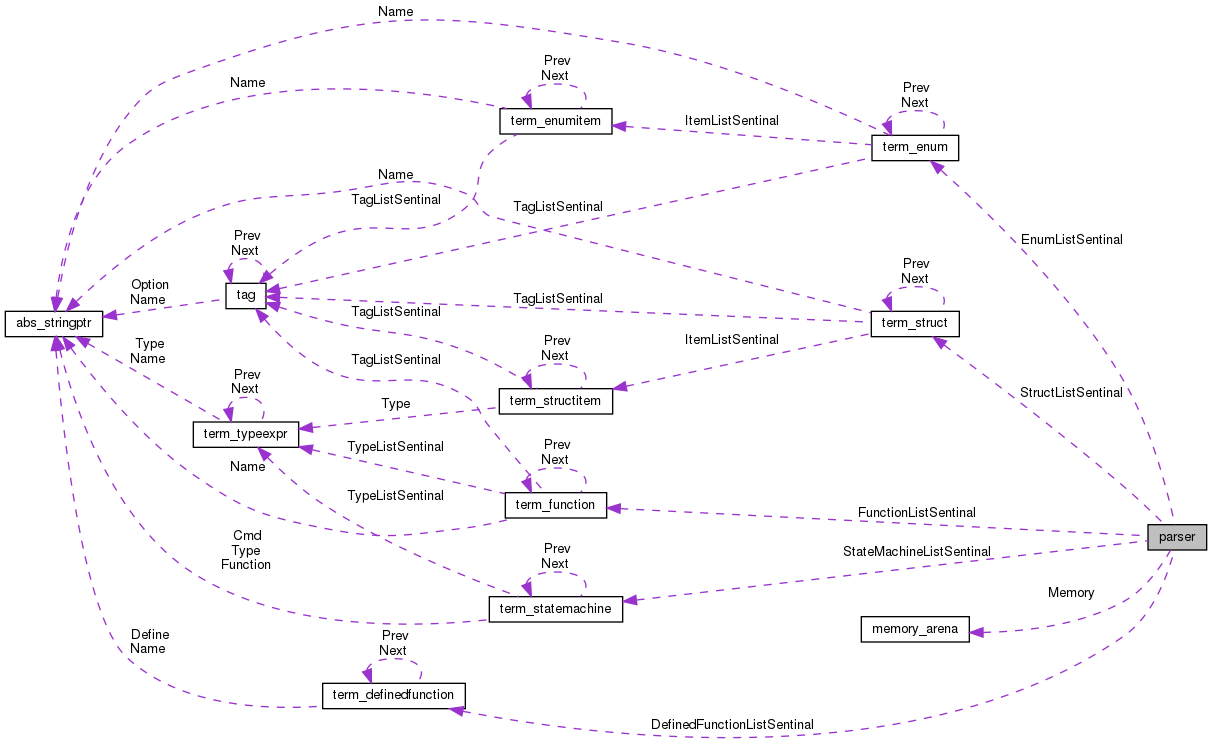 Name
Prev
Next
Name
Prev
Next
term_enumitem
ItemListSentinal
term_enum
Name
TagListSentinal
TagListSentinal
Prev
Next
EnumListSentinal
Prev
Next
Option
Name
tag
TagListSentinal
TagListSentinal
abs_stringptr
term_struct
Type
Name
Prev
Next
ItemListSentinal
TagListSentinal
Prev
Next
term_structitem
StructListSentinal
Type
term_typeexpr
Prev
Next
TypeListSentinal
Name
TypeListSentinal
term_function
FunctionListSentinal
parser
Cmd
Type
Function
Prev
Next
StateMachineListSentinal
term_statemachine
Memory
memory_arena
Define
Name
Prev
Next
term_definedfunction
DefinedFunctionListSentinal